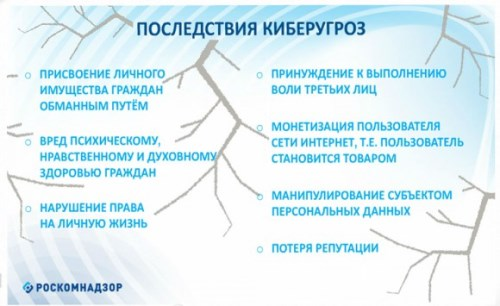 ПОСЛЕДСТВИЯ КИБЕРУГРОЗ
ПРИСВОЕНИЕ ЛИЧНОГО
ИМУЩЕСТВА ГРАЖДАН
ОБМАННЫМ ПУТЁМ
ВРЕД ПСИХИЧЕСКОМУ,
НРАВСТВЕННОМУ И ДУХОВНОМУ
ЗДОРОВЬЮ ГРАЖДАН
НАРУШЕНИЕ ПРАВА
НА ЛИЧНУЮ ЖИЗНЬ
ПРИНУЖДЕНИЕ К ВЫПОЛНЕНИЮ
ВОЛИ ТРЕТЬИХ ЛИЦ
МОНЕТИЗАЦИЯ ПОЛЬЗОВАТЕЛЯ
СЕТИ ИНТЕРНЕТ, Т.Е. ПОЛЬЗОВАТЕЛЬ
СТАНОВИТСЯ ТОВАРОМ
МАНИПУЛИРОВАНИЕ СУБЪЕКТОМ
ПЕРСОНАЛЬНЫХ ДАННЫХ
ПОТЕРЯ РЕПУТАЦИИ
РОСКОМНАДЗОР